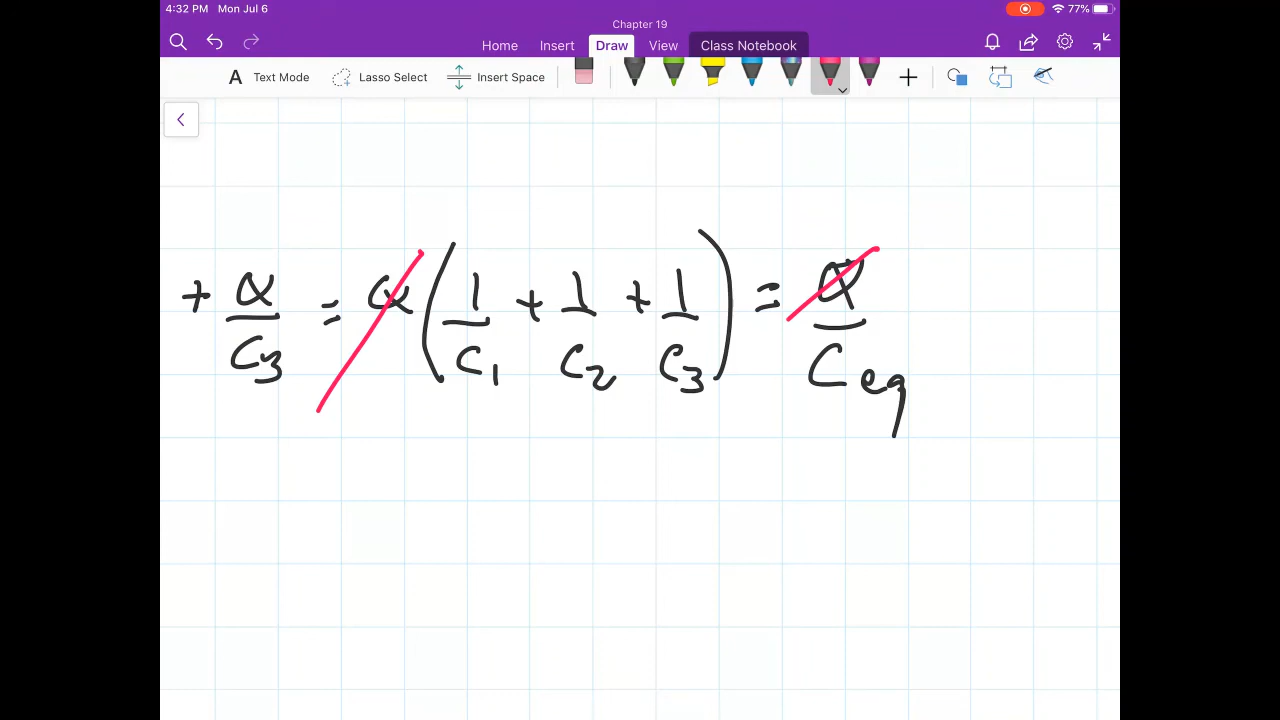 4:32 PM Mon Jul 6
77%
Chapter 19
Home Insert Draw View Class Notebook
A Text Mode Lasso Select Insert Space
+ Q/C3 = Q(1/C1 + 1/C2 + 1/C3) = Q/Ceq